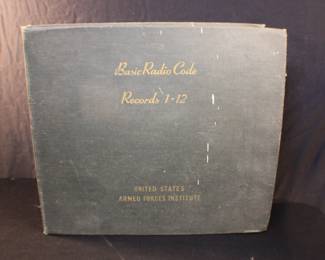 Basic Radio Code
Records 1-12
UNITED STATES
ARMED FORCES INSTITUTE